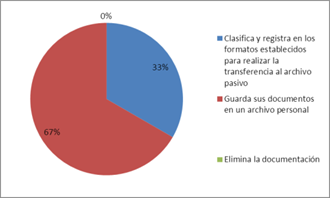 0%
33%
67%
Clasifica y registra en los
formatos establecidos
para realizar la
transferencia al archivo
pasivo
Guarda sus documentos
en un archivo personal
Elimina la documentación